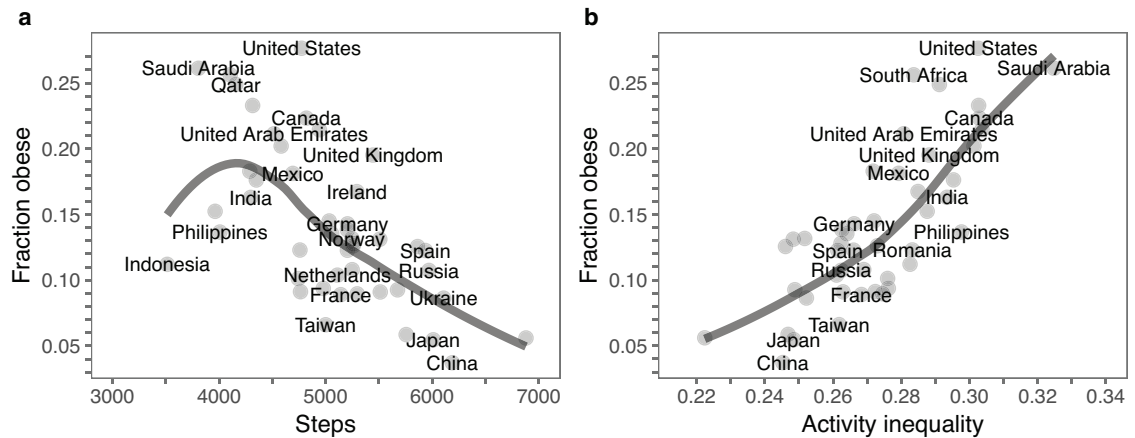 a
United States
Saudi Arabia
Qatar
Canada
United Arab Emirates
United Kingdom
Mexico
Ireland
India
Germany
Philippines
Norway
Spain
Indonesia
Russia
Netherlands
France
Ukraine
Taiwan
Japan
China
Fraction obese
0.25
0.20
0.15
0.10
0.05
3000 4000 5000 6000 7000
Steps
b
United States
Saudi Arabia
South Africa
Canada
United Arab Emirates
United Kingdom
Mexico
India
Germany
Philippines
Spain Romania
Russia
France
Taiwan
Japan
China
Fraction obese
0.25
0.20
0.15
0.10
0.05
0.22 0.24 0.26 0.28 0.30 0.32 0.34
Activity inequality